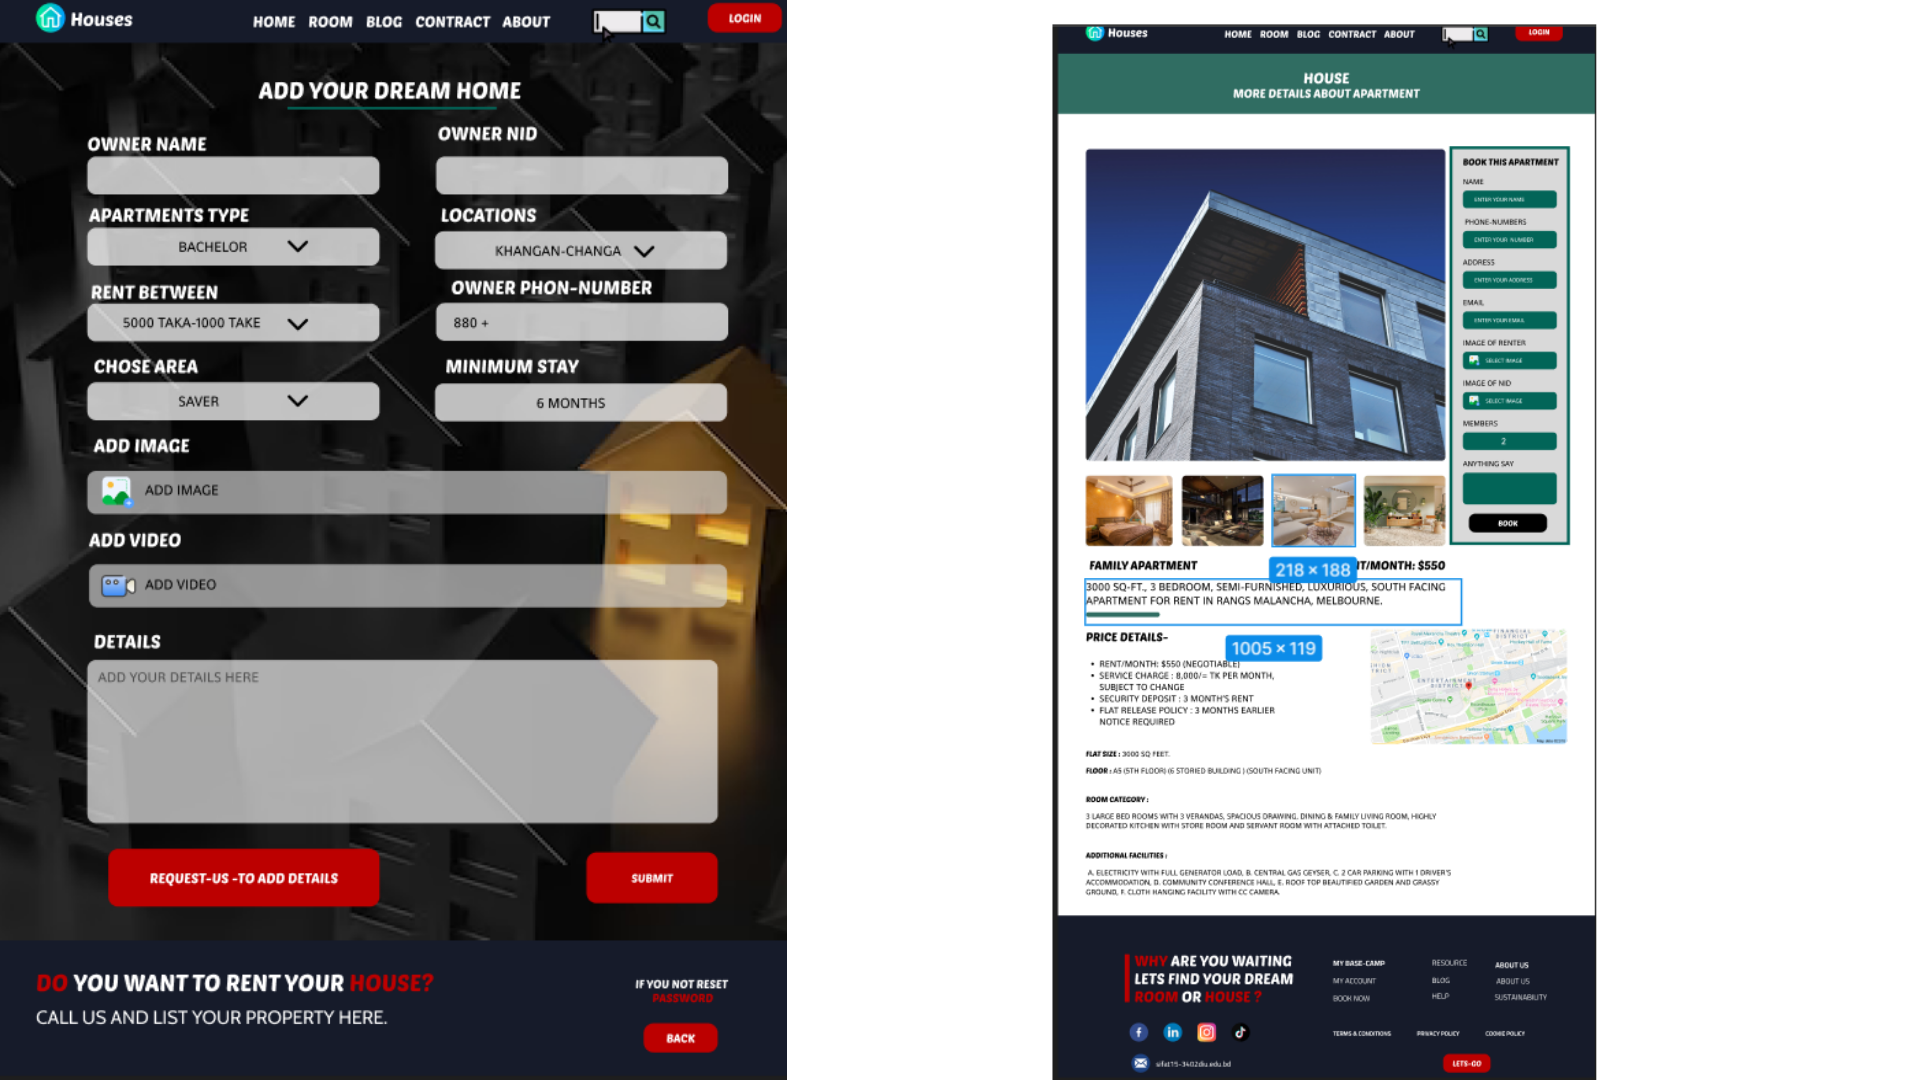 Houses
HOME ROOM BLOG CONTRACT ABOUT
LOGIN
ADD YOUR DREAM HOME
OWNER NAME
OWNER NID
APARTMENTS TYPE
BACHELOR
LOCATIONS
KHANGAN-CHANGA
RENT BETWEEN
5000 TAKA-1000 TAKE
OWNER PHON-NUMBER
880 +
CHOSE AREA
SAVER
MINIMUM STAY
6 MONTHS
ADD IMAGE
ADD IMAGE
ADD VIDEO
ADD VIDEO
DETAILS
ADD YOUR DETAILS HERE
REQUEST-US -TO ADD DETAILS
SUBMIT
DO YOU WANT TO RENT YOUR HOUSE?
CALL US AND LIST YOUR PROPERTY HERE.
IF YOU NOT RESET
PASSWORD
BACK
Houses
HOME ROOM BLOG CONTRACT ABOUT
LOGIN
HOUSE
MORE DETAILS ABOUT APARTMENT
BOOK THIS APARTMENT
NAME
ENTER YOUR NAME
PHONE-NUMBERS
ENTER YOUR NUMBER
ADDRESS
ENTER YOUR ADDRESS
EMAIL
ENTER YOUR EMAIL
IMAGE OF RENTER
SELECT IMAGE
IMAGE OF NID
SELECT IMAGE
MEMBERS
2
ANYTHING SAY
BOOK
FAMILY APARTMENT
218 × 188
T/MONTH: $550
3000 SQ-FT., 3 BEDROOM, SEMI-FURNISHED, LUXURIOUS, SOUTH FACING
APARTMENT FOR RENT IN RANGS MALANCHA, MELBOURNE.
PRICE DETAILS-
1005 × 119
• RENT/MONTH: $550 (NEGOTIABLE)
• SERVICE CHARGE : 8,000/= TK PER MONTH,
SUBJECT TO CHANGE
• SECURITY DEPOSIT : 3 MONTH'S RENT
• FLAT RELEASE POLICY : 3 MONTHS EARLIER
NOTICE REQUIRED
ENTERTAINMENT
DISTRICT
FINANCIAL
DISTRICT
FLAT SIZE : 3000 SQ FEET.
FLOOR : A5 (5TH FLOOR) (6 STORIED BUILDING ) (SOUTH FACING UNIT)
ROOM CATEGORY :
3 LARGE BED ROOMS WITH 3 VERANDAS, SPACIOUS DRAWING, DINING & FAMILY LIVING ROOM, HIGHLY
DECORATED KITCHEN WITH STORE ROOM AND SERVANT ROOM WITH ATTACHED TOILET.
ADDITIONAL FACILITIES :
A. ELECTRICITY WITH FULL GENERATOR LOAD, B. CENTRAL GAS GEYSER, C. 2 CAR PARKING WITH 1 DRIVER'S
ACCOMMODATION, D. COMMUNITY CONFERENCE HALL, E. ROOF TOP BEAUTIFIED GARDEN AND GRASSY
GROUND, F. CLOTH HANGING FACILITY WITH CC CAMERA.
WHY ARE YOU WAITING
LETS FIND YOUR DREAM
ROOM OR HOUSE ?
MY BASE-CAMP
MY ACCOUNT
BOOK NOW
RESOURCE
BLOG
HELP
ABOUT US
ABOUT US
SUSTAINABILITY
TERMS & CONDITIONS
PRIVACY POLICY
COOKIE POLICY
sifat15-3402diu.edu.bd
LETS-GO